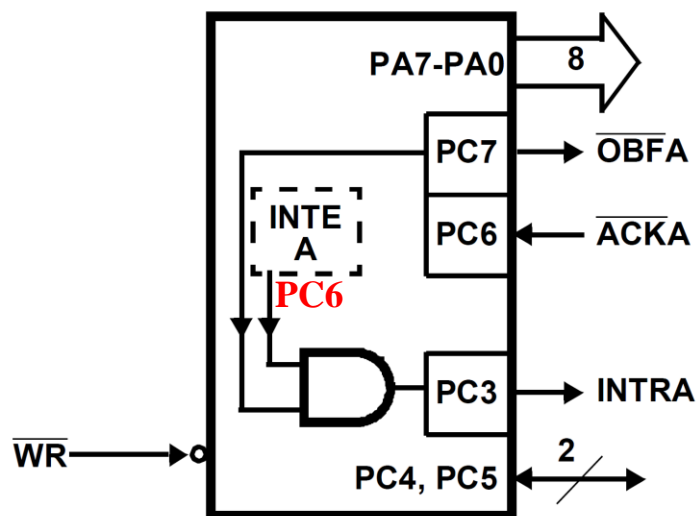 PA7-PA0
8
PC7
OBFA
INTE
A
PC6
ACKA
PC6
PC3
INTRA
WR
2
PC4, PC5